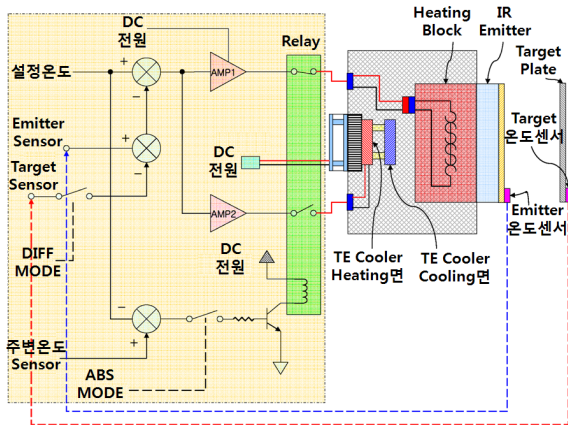 DC
전원
Relay
Heating
Block
IR
Emitter
Target
Plate
설정온도
+
−
AMP1
Emitter
Sensor
+
−
Target
Sensor
DC
전원
Target
온도센서
AMP2
Emitter
온도센서
DIFF
MODE
DC
전원
TE Cooler
Heating면
TE Cooler
Cooling면
−
+
주변온도
Sensor
ABS
MODE